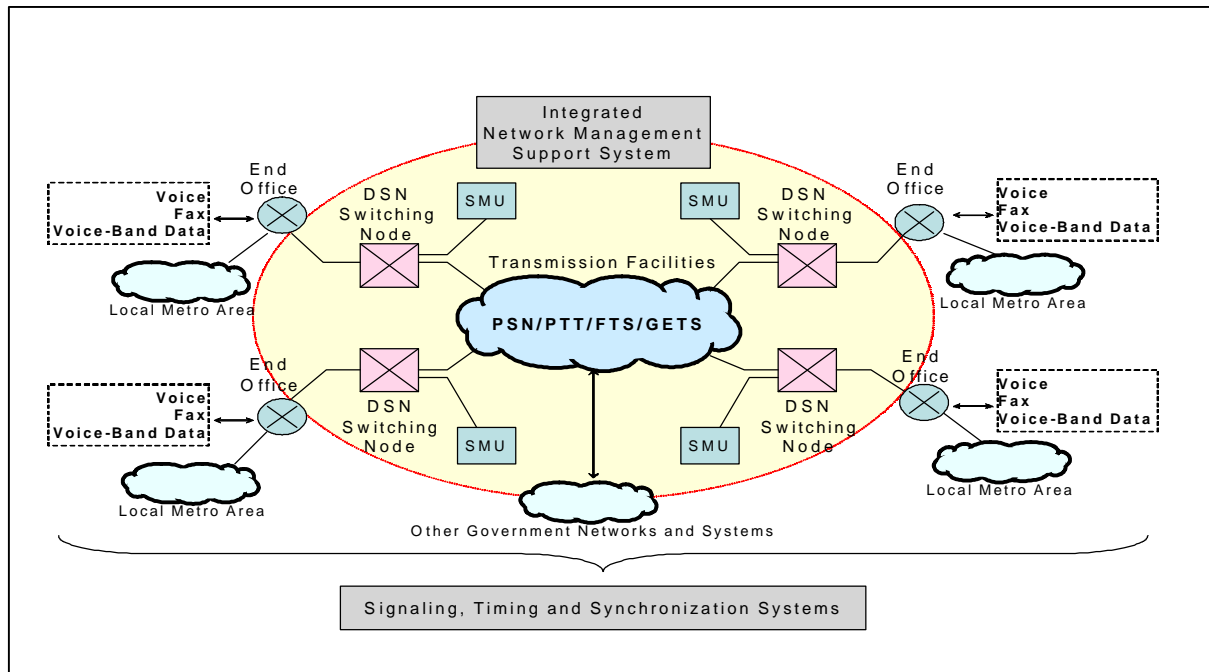 Integrated
Network Management
Support System
End
Office
Voice
Fax
Voice-Band Data
Local Metro Area
DSN
Switching
Node
SMU
SMU
DSN
Switching
Node
End
Office
Voice
Fax
Voice-Band Data
Local Metro Area
Transmission Facilities
PSN/PTT/FTS/GETS
End
Office
Voice
Fax
Voice-Band Data
Local Metro Area
DSN
Switching
Node
SMU
SMU
DSN
Switching
Node
End
Office
Voice
Fax
Voice-Band Data
Local Metro Area
Other Government Networks and Systems
Signaling, Timing and Synchronization Systems